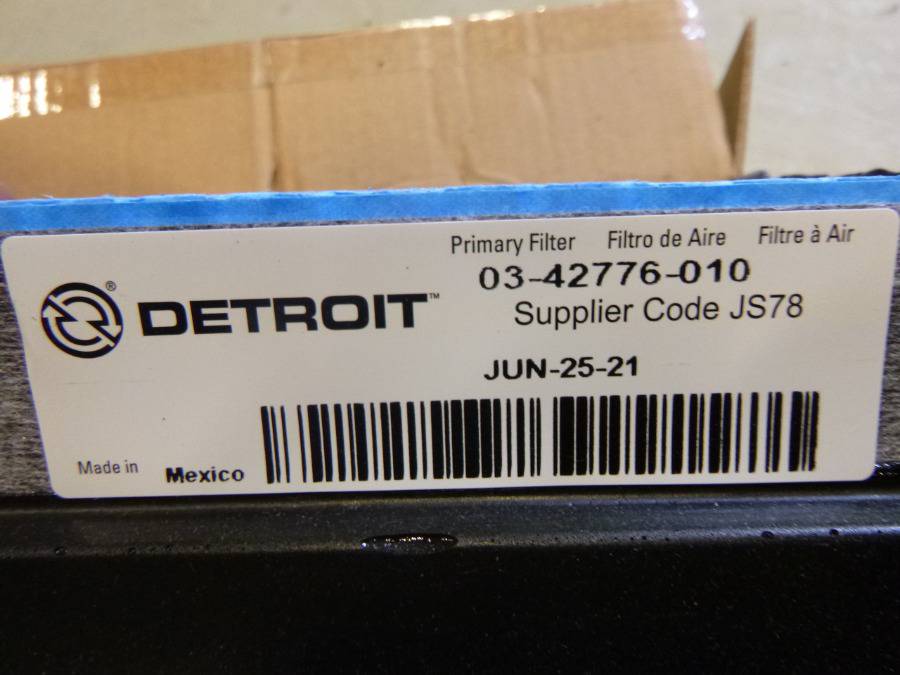 Primary Filter Filtro de Aire Filtre à Air
03-42776-010
Supplier Code JS78
® DETROIT™
JUN-25-21
Made in Mexico